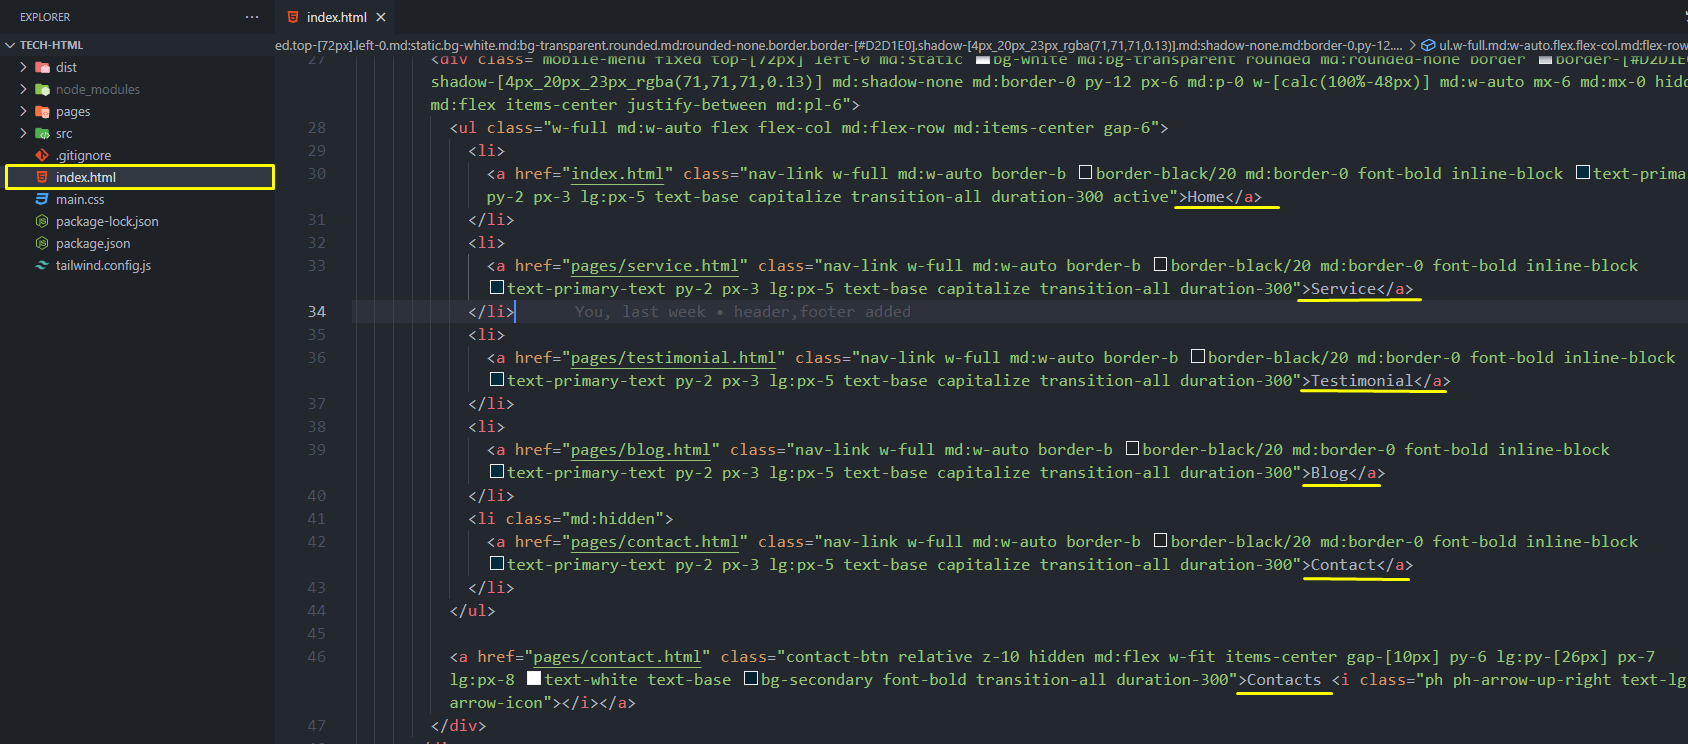 EXPLORER ...
index.html
TECH-HTML
ed.top-[72px].left-0.md:static.bg-white.md:bg-transparent.rounded.md:rounded-none.border.border-[#D2D1E0].shadow-[4px_20px_23px_rgba(71,71,71,0.13)].md:shadow-none.md:border-0.py-12.... > ul.w-full.md:w-auto.flex.flex-col.md:flex-row
dist
node_modules
pages
src
.gitignore
index.html
main.css
package-lock.json
package.json
tailwind.config.js
27 <div class="mobile-menu fixed top-[72px] left-0 md:static bg-white md:bg-transparent rounded md:rounded-none border border-[#D2D1E0
shadow-[4px_20px_23px_rgba(71,71,71,0.13)] md:shadow-none md:border-0 py-12 px-6 md:p-0 w-[calc(100%-48px)] md:w-auto mx-6 md:mx-0 hidd
md:flex items-center justify-between md:pl-6">
28 <ul class="w-full md:w-auto flex flex-col md:flex-row md:items-center gap-6">
29 <li>
30 <a href="index.html" class="nav-link w-full md:w-auto border-b border-black/20 md:border-0 font-bold inline-block text-prima
py-2 px-3 lg:px-5 text-base capitalize transition-all duration-300 active">Home</a>
31 </li>
32 <li>
33 <a href="pages/service.html" class="nav-link w-full md:w-auto border-b border-black/20 md:border-0 font-bold inline-block
text-primary-text py-2 px-3 lg:px-5 text-base capitalize transition-all duration-300">Service</a>
34 </li> You, last week • header,footer added
35 <li>
36 <a href="pages/testimonial.html" class="nav-link w-full md:w-auto border-b border-black/20 md:border-0 font-bold inline-block
text-primary-text py-2 px-3 lg:px-5 text-base capitalize transition-all duration-300">Testimonial</a>
37 </li>
38 <li>
39 <a href="pages/blog.html" class="nav-link w-full md:w-auto border-b border-black/20 md:border-0 font-bold inline-block
text-primary-text py-2 px-3 lg:px-5 text-base capitalize transition-all duration-300">Blog</a>
40 </li>
41 <li class="md:hidden">
42 <a href="pages/contact.html" class="nav-link w-full md:w-auto border-b border-black/20 md:border-0 font-bold inline-block
text-primary-text py-2 px-3 lg:px-5 text-base capitalize transition-all duration-300">Contact</a>
43 </li>
44 </ul>
45
46 <a href="pages/contact.html" class="contact-btn relative z-10 hidden md:flex w-fit items-center gap-[10px] py-6 lg:py-[26px] px-7
lg:px-8 text-white text-base bg-secondary font-bold transition-all duration-300">Contacts <i class="ph ph-arrow-up-right text-lg
arrow-icon"></i></a>
47 </div>